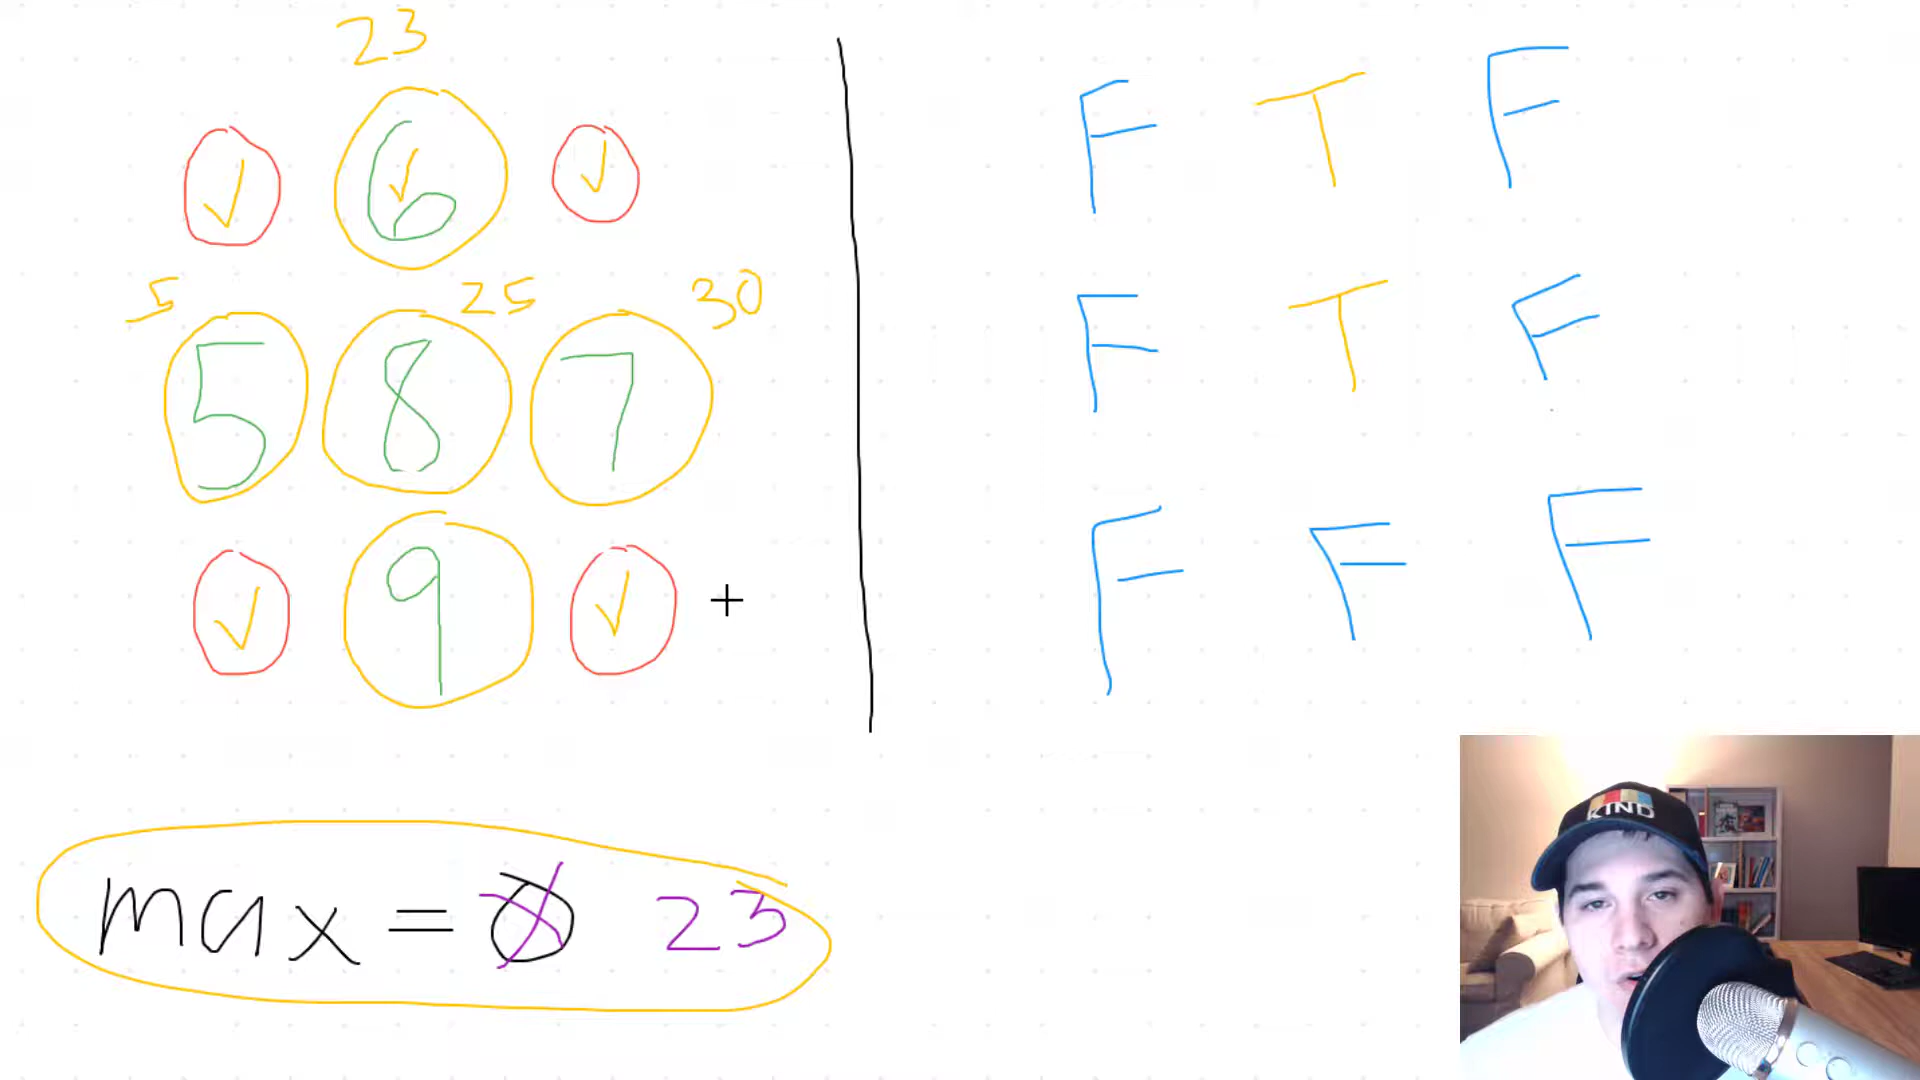 23
✓ 6 ✓ ✓
5 25 30
5 8 7
✓ 9 ✓ +
max = 0 23
F T F
F T F
F F F
KIND